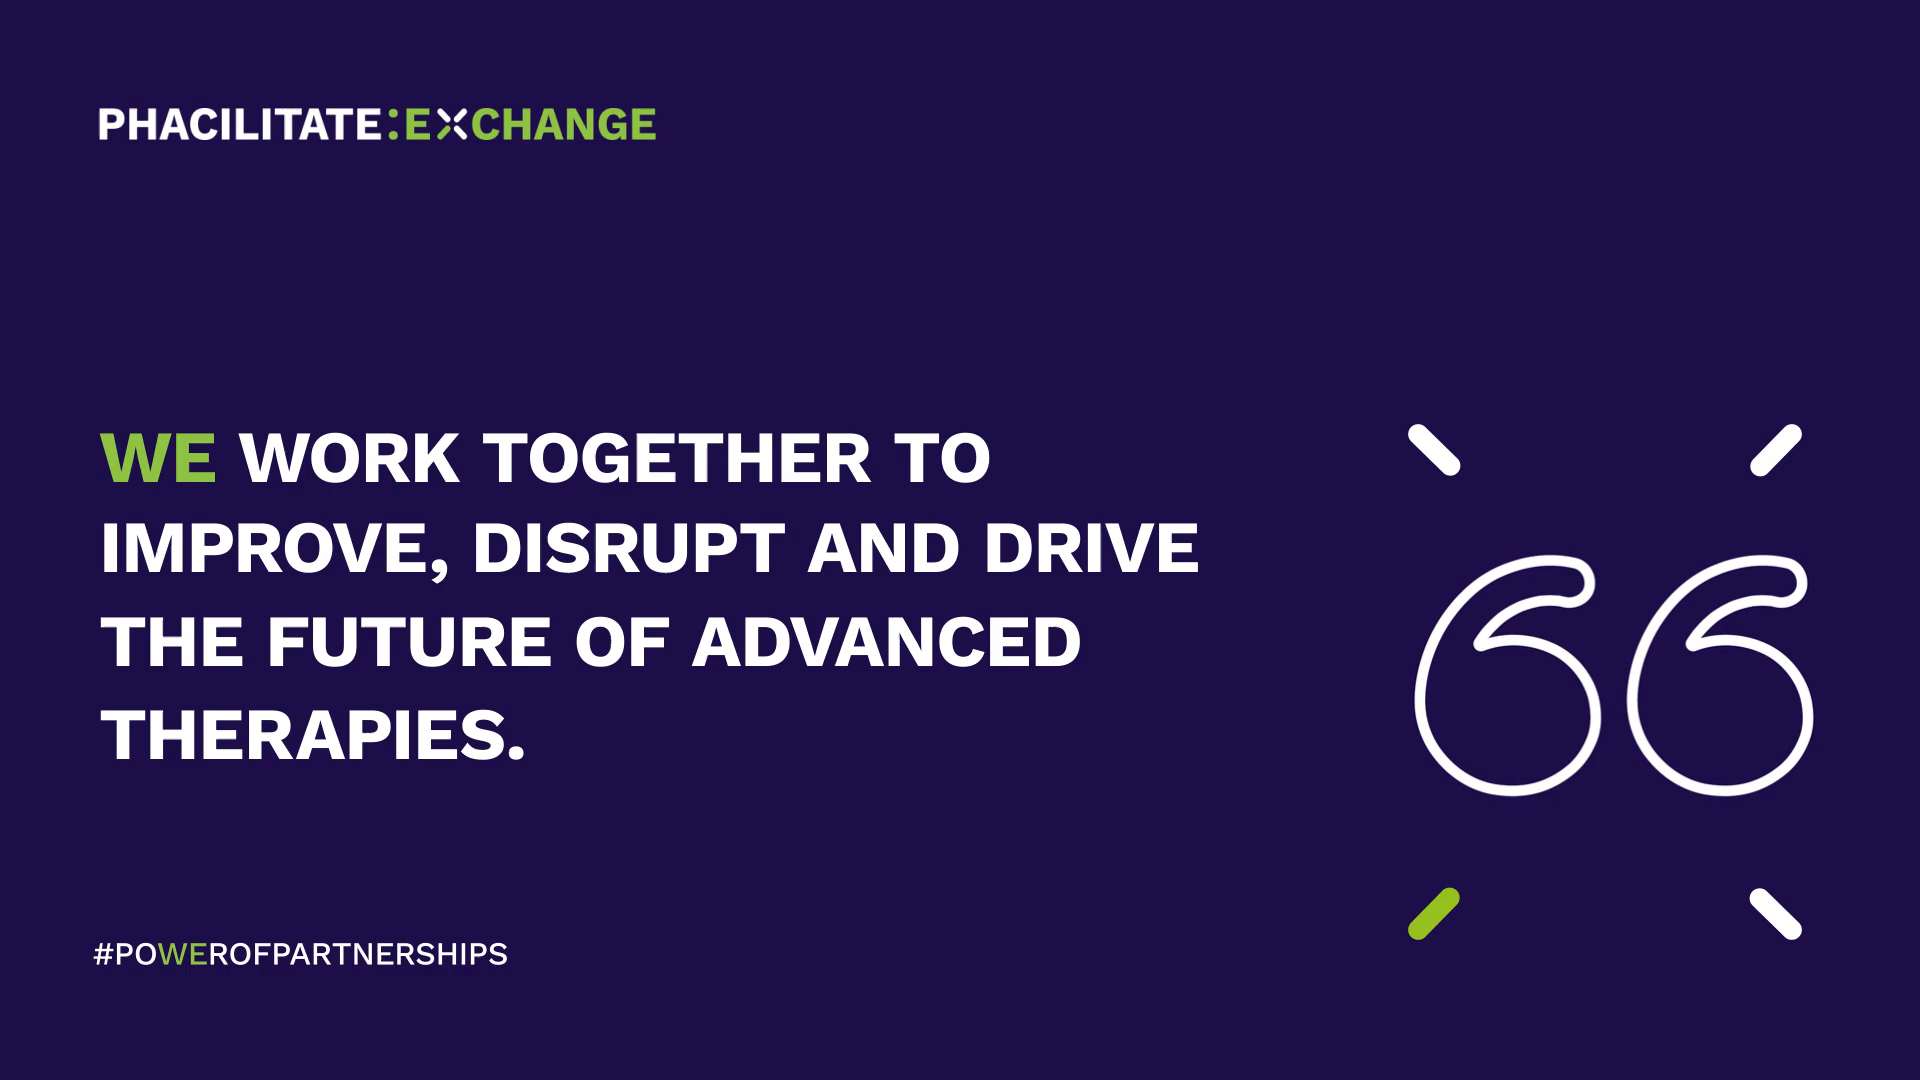 PHACILITATE:EXCHANGE
WE WORK TOGETHER TO
IMPROVE, DISRUPT AND DRIVE
THE FUTURE OF ADVANCED
THERAPIES.
#POWEROFPARTNERSHIPS